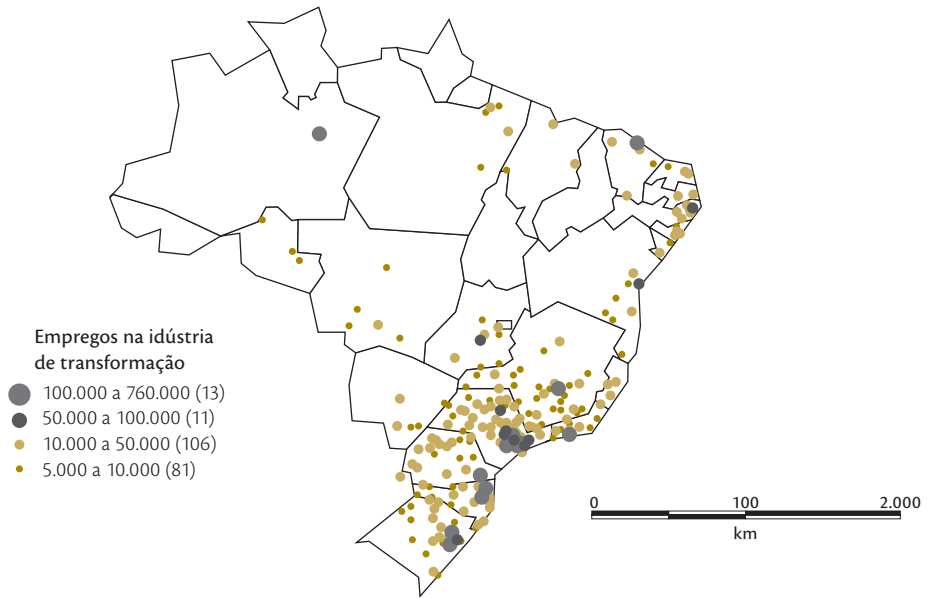 Empregos na idústria
de transformação
100.000 a 760.000 (13)
50.000 a 100.000 (11)
10.000 a 50.000 (106)
5.000 a 10.000 (81)
0 100 2.000
km